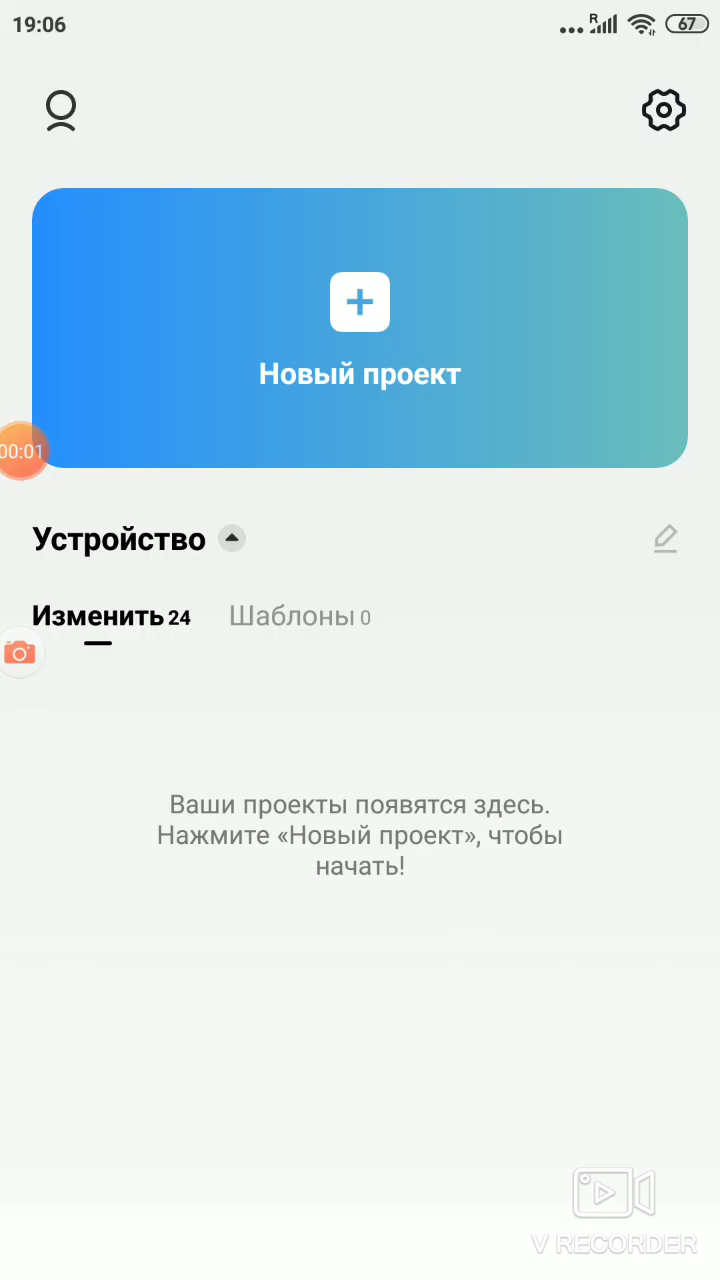 19:06
R
67
Новый проект
00:01
Устройство
Изменить 24 Шаблоны 0
Ваши проекты появятся здесь.
Нажмите «Новый проект», чтобы
начать!
V RECORDER